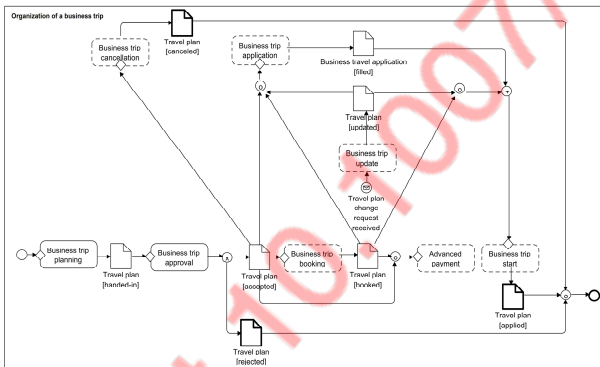 Organization of a business trip
Business trip
cancellation
Travel plan
[canceled]
Business trip
application
Business travel application
[filled]
Travel plan
[updated]
Business trip
update
Travel plan
change
request
received
Business trip
planning
Travel plan
[handed-in]
Business trip
approval
Travel plan
[accepted]
Business trip
booking
Travel plan
[booked]
Advanced
payment
Business trip
start
Travel plan
[applied]
Travel plan
[rejected]
10.1007/